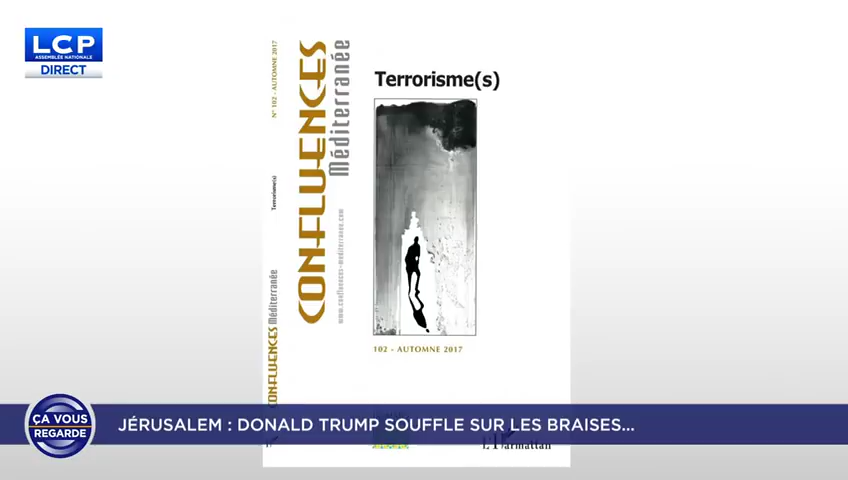 LCP
ASSEMBLÉE NATIONALE
DIRECT
N° 102 - AUTOMNE 2017
Terrorisme(s)
CONFLUENCES Méditerranée
CONFLUENCES
Méditerranée
www.confluences-mediterranee.com
Terrorisme(s)
102 - AUTOMNE 2017
L'Harmattan
ÇA VOUS
REGARDE
JÉRUSALEM : DONALD TRUMP SOUFFLE SUR LES BRAISES...